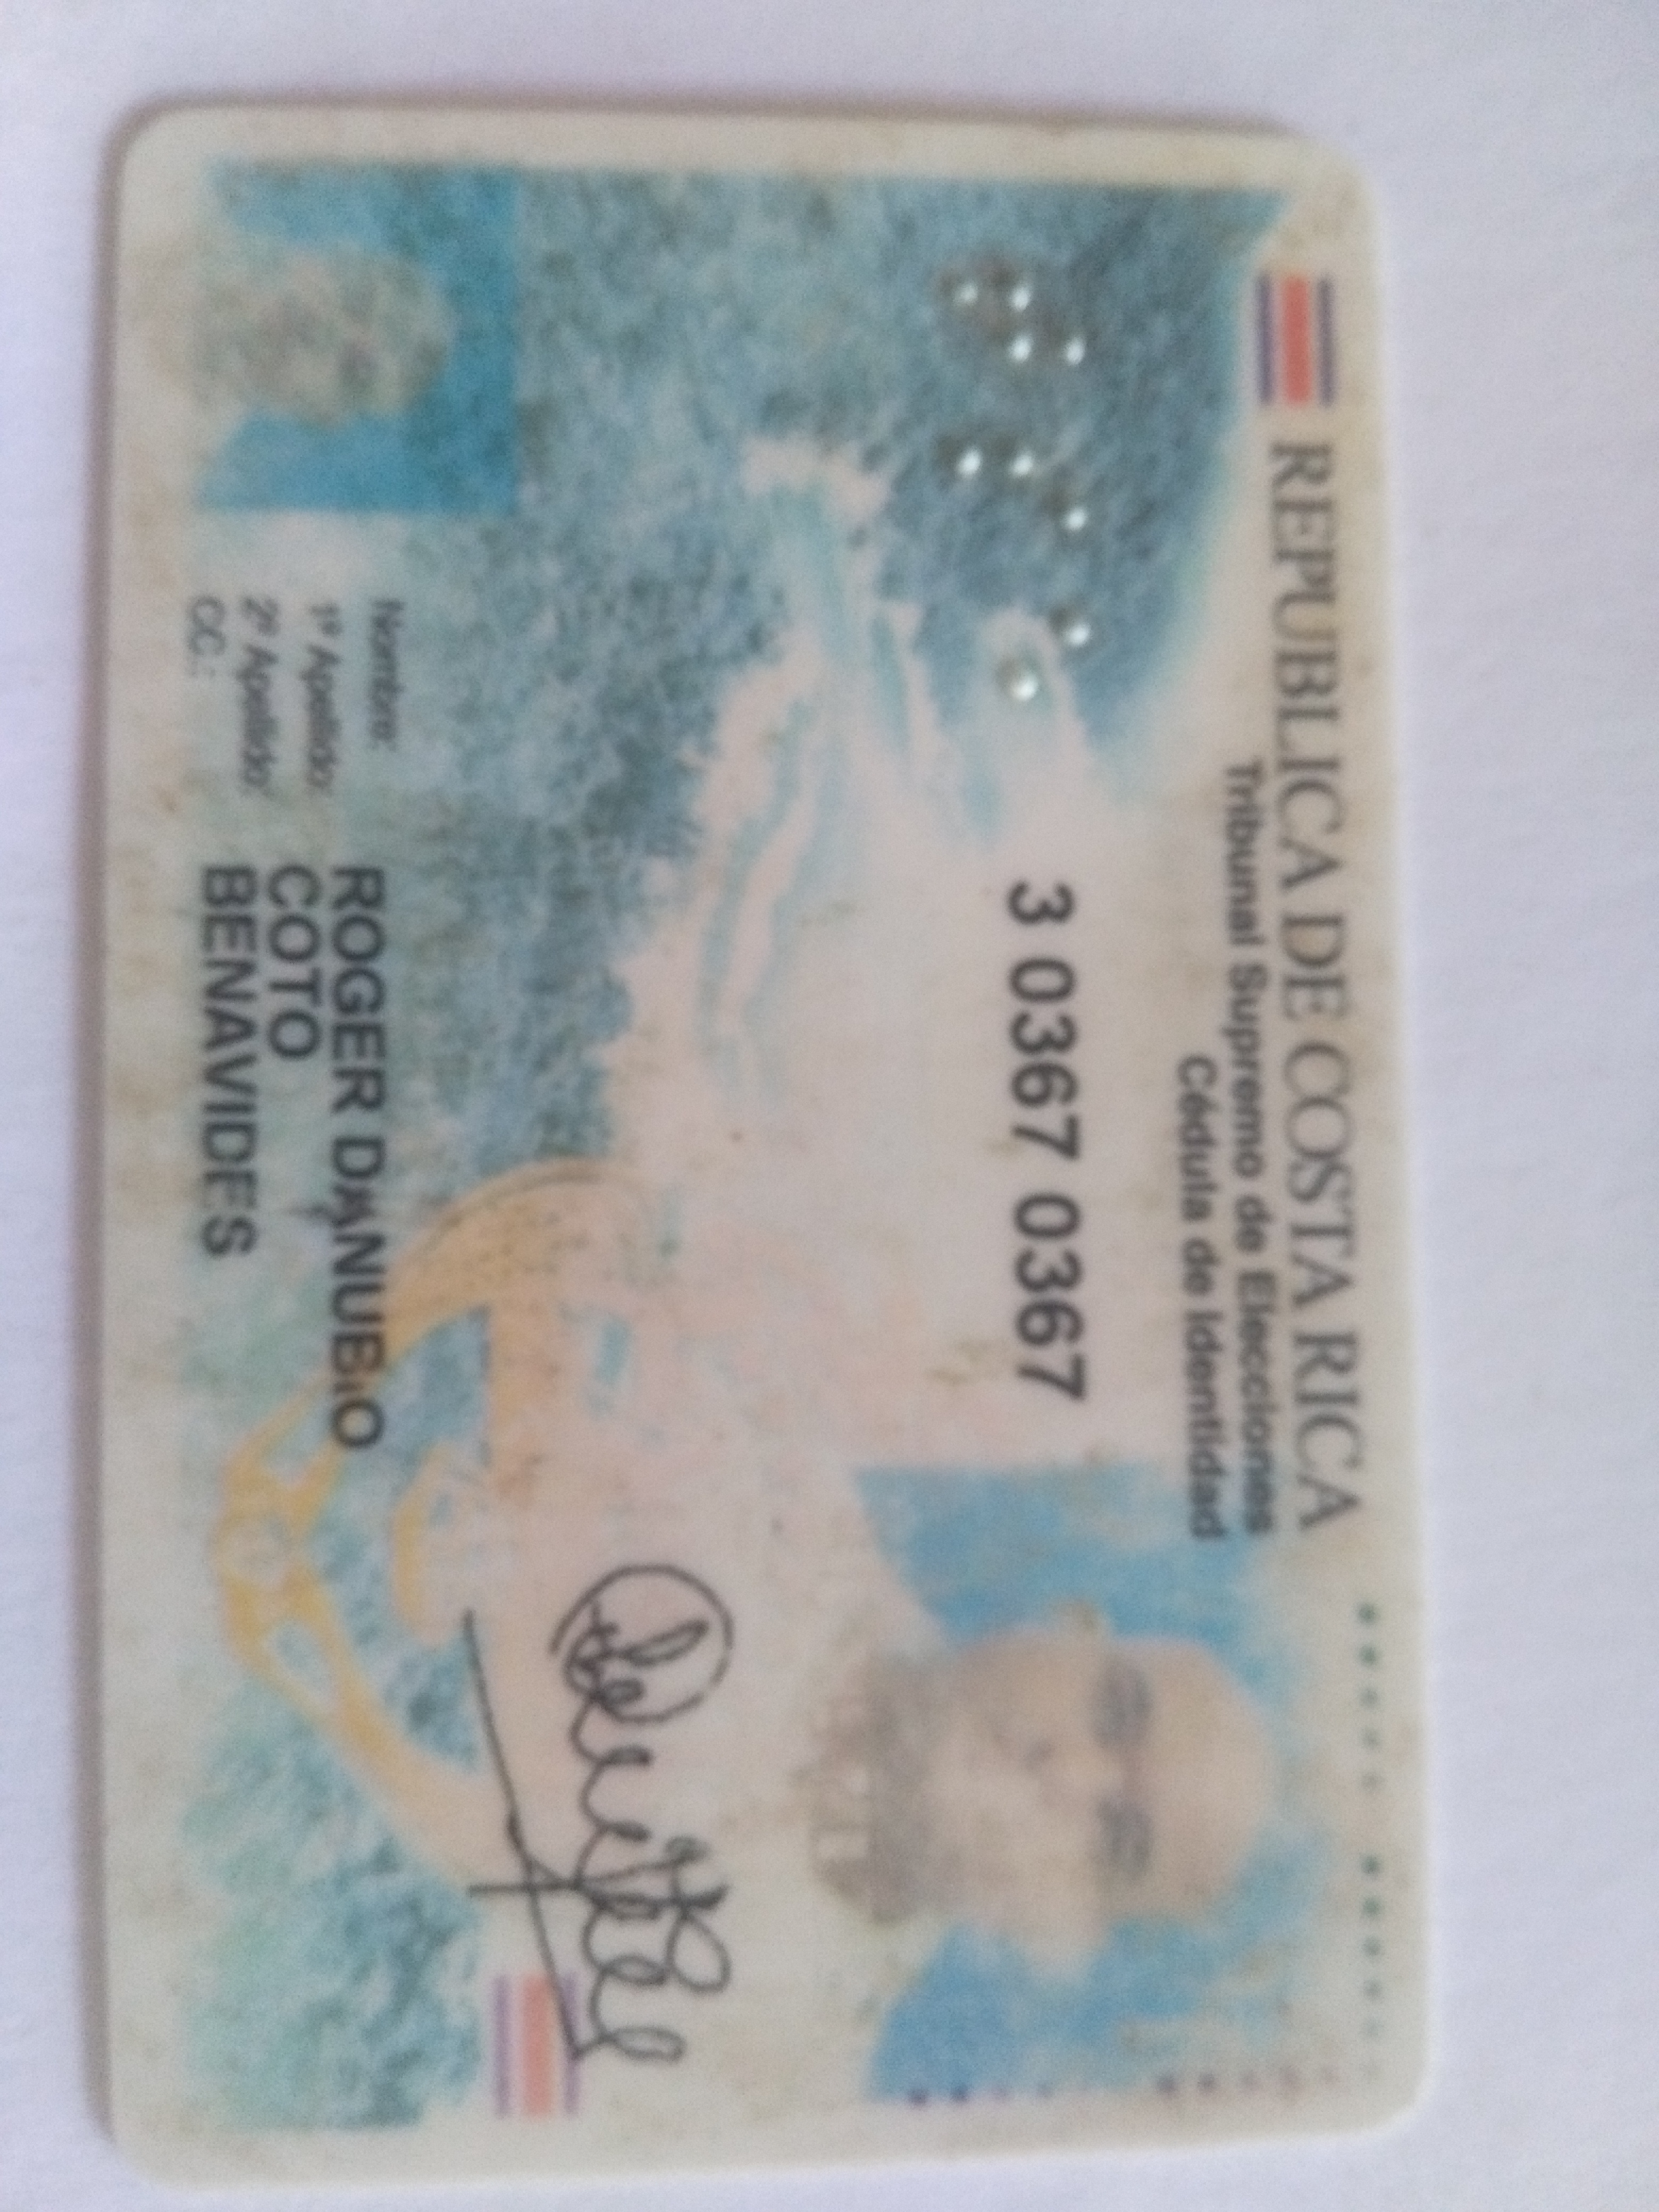 REPUBLICA DE COSTA RICA
Tribunal Supremo de Elecciones
Cédula de Identidad
3 0367 0367
Nombre: ROGER DANUBIO
1º Apellido: COTO
2º Apellido: BENAVIDES
CC.: